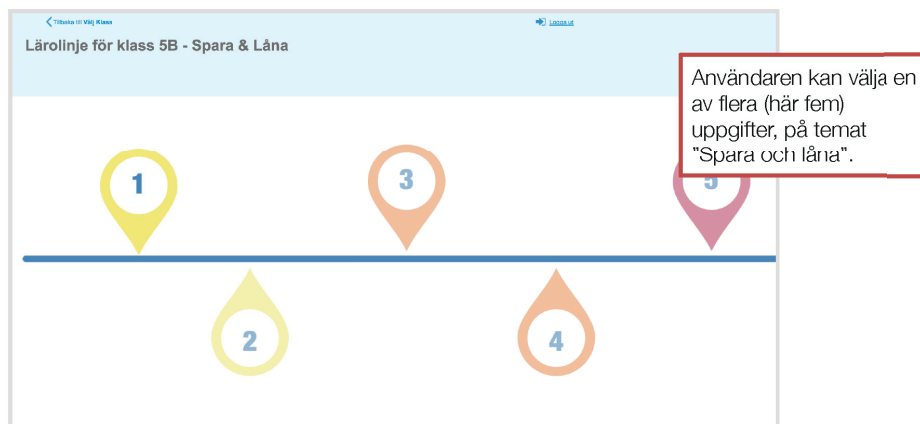 Tillbaka till Välj Klass
Logga ut
Lärolinje för klass 5B - Spara & Låna
Användaren kan välja en
av flera (här fem)
uppgifter, på temat
"Spara och låna".
1
3
5
2
4